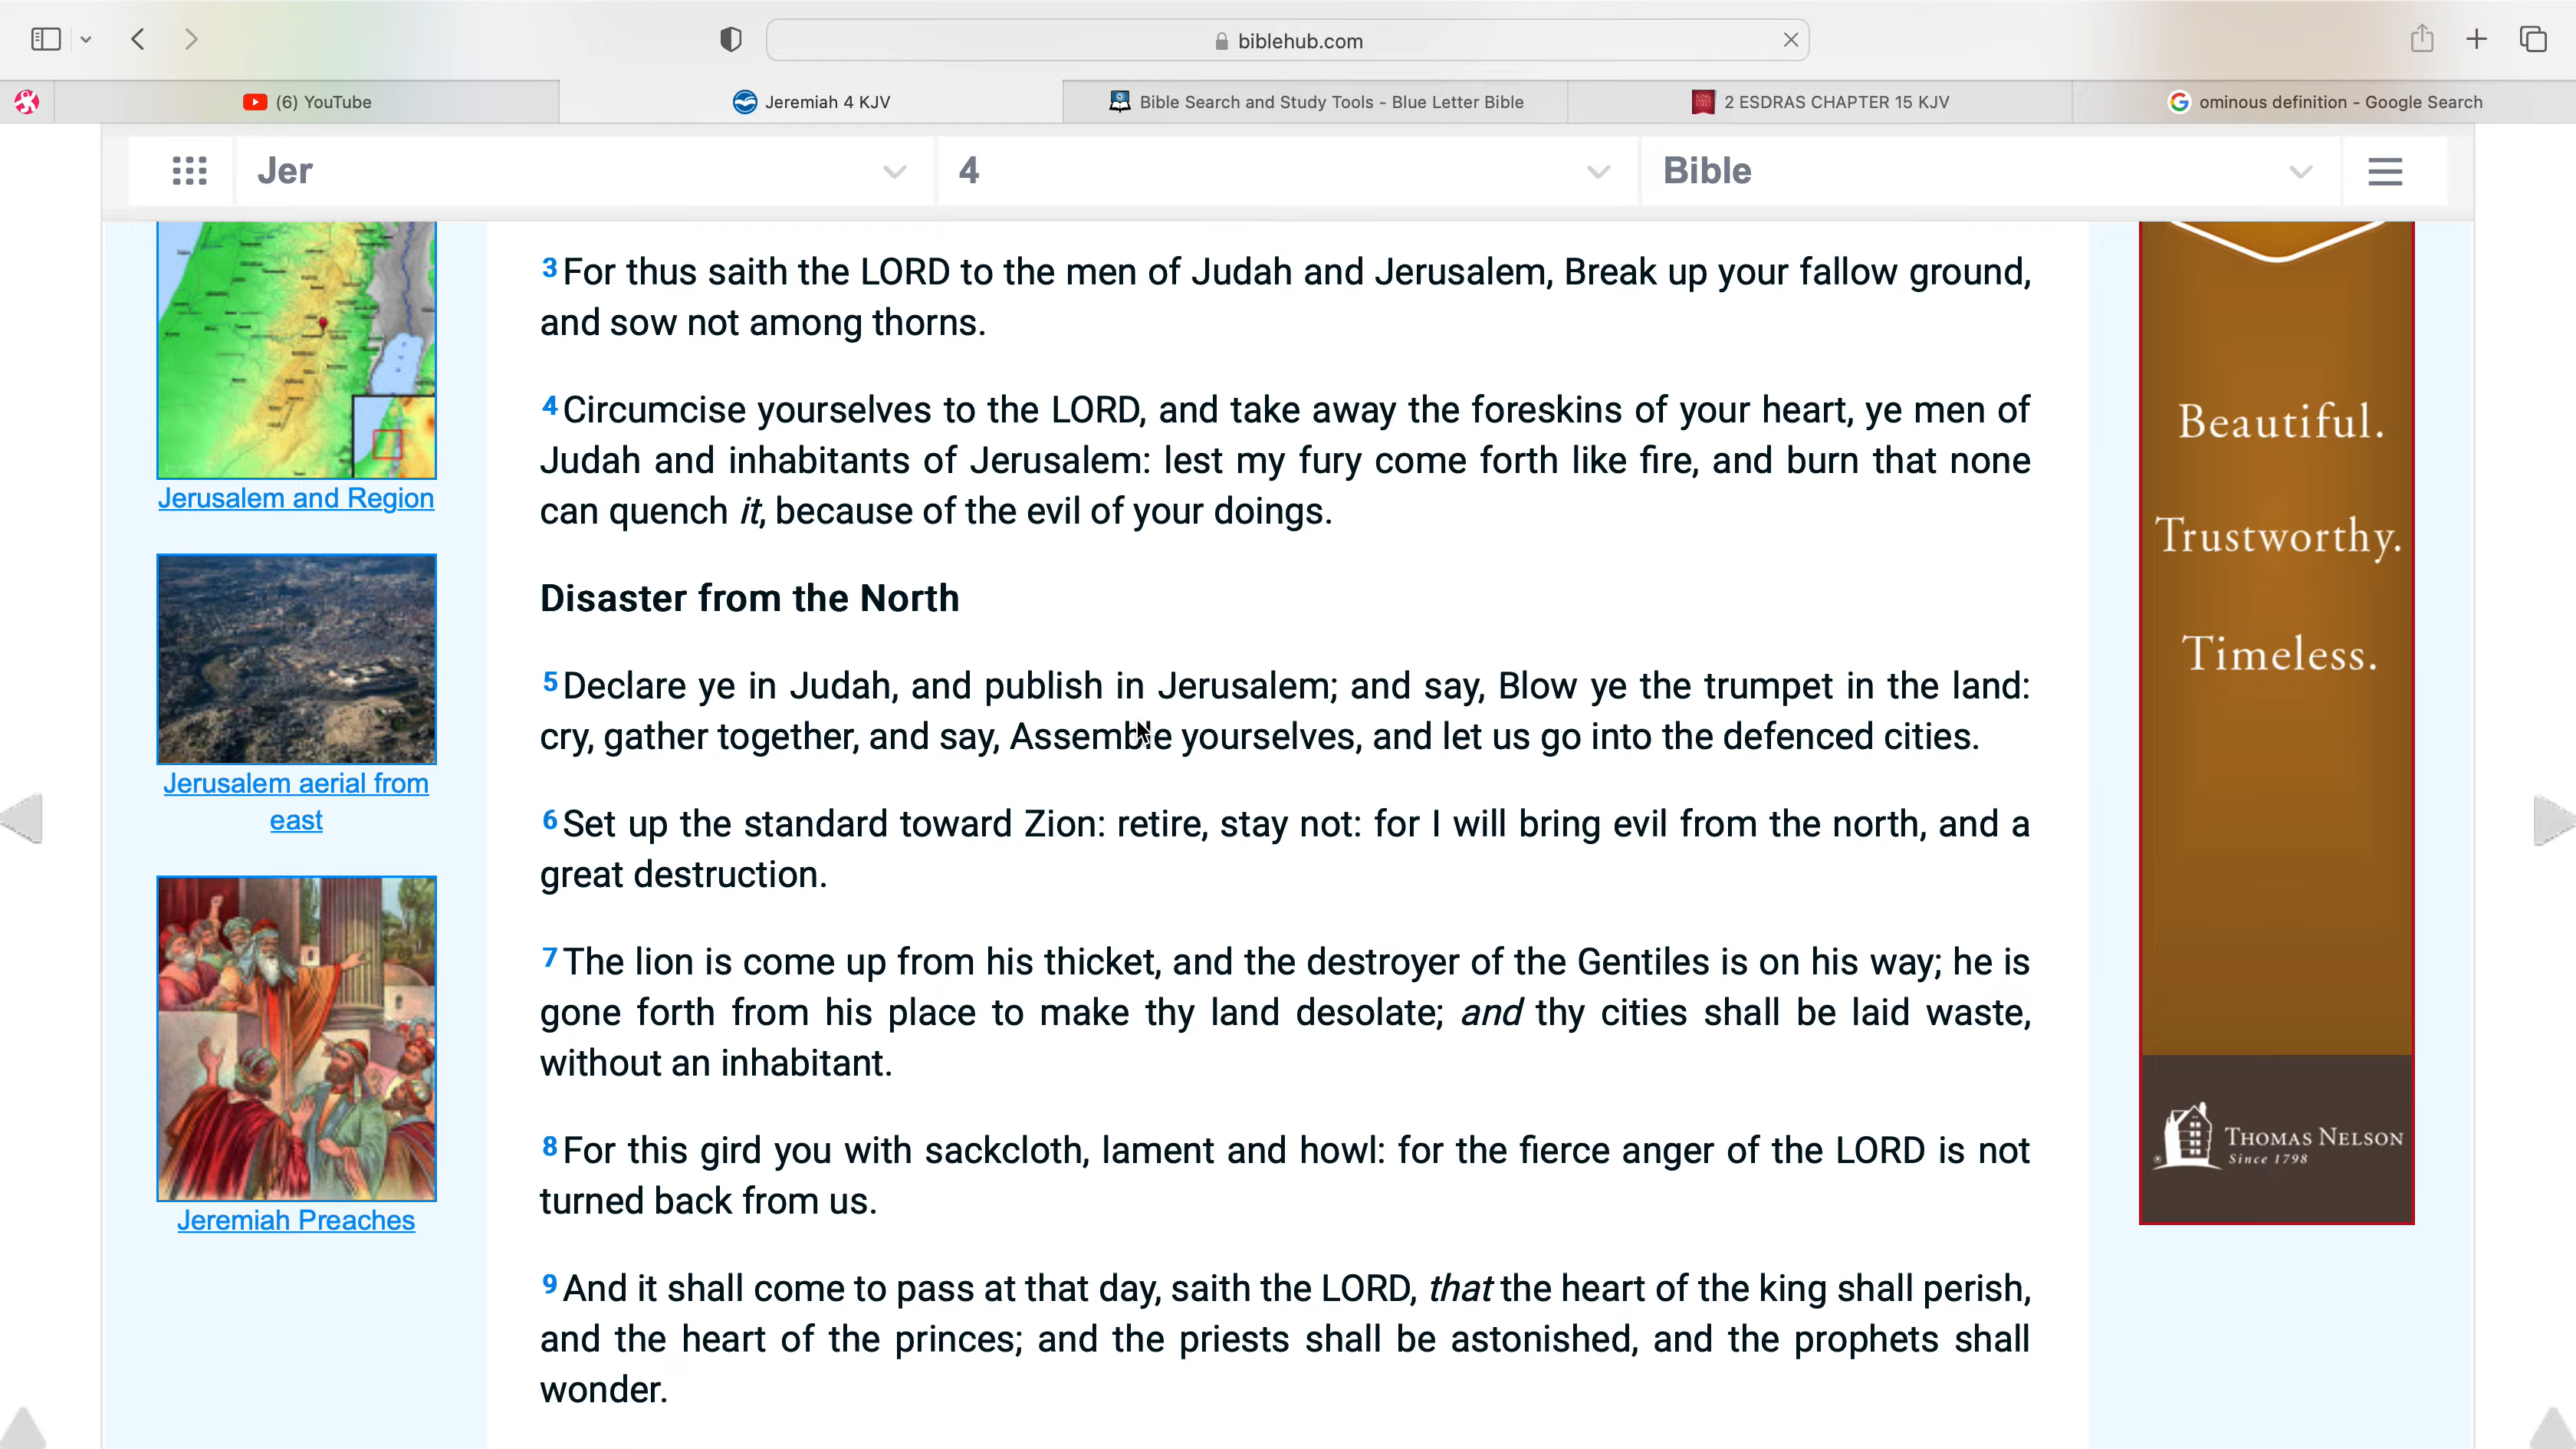 biblehub.com
(6) YouTube
Jeremiah 4 KJV
Bible Search and Study Tools - Blue Letter Bible
2 ESDRAS CHAPTER 15 KJV
ominous definition - Google Search
Jer
4
Bible
3 For thus saith the LORD to the men of Judah and Jerusalem, Break up your fallow ground,
and sow not among thorns.
4 Circumcise yourselves to the LORD, and take away the foreskins of your heart, ye men of
Judah and inhabitants of Jerusalem: lest my fury come forth like fire, and burn that none
can quench it, because of the evil of your doings.
Disaster from the North
5 Declare ye in Judah, and publish in Jerusalem; and say, Blow ye the trumpet in the land:
cry, gather together, and say, Assemble yourselves, and let us go into the defenced cities.
6 Set up the standard toward Zion: retire, stay not: for I will bring evil from the north, and a
great destruction.
7 The lion is come up from his thicket, and the destroyer of the Gentiles is on his way; he is
gone forth from his place to make thy land desolate; and thy cities shall be laid waste,
without an inhabitant.
8 For this gird you with sackcloth, lament and howl: for the fierce anger of the LORD is not
turned back from us.
9 And it shall come to pass at that day, saith the LORD, that the heart of the king shall perish,
and the heart of the princes; and the priests shall be astonished, and the prophets shall
wonder.
Jerusalem and Region
Jerusalem aerial from
east
Jeremiah Preaches
Beautiful.
Trustworthy.
Timeless.
THOMAS NELSON
Since 1798